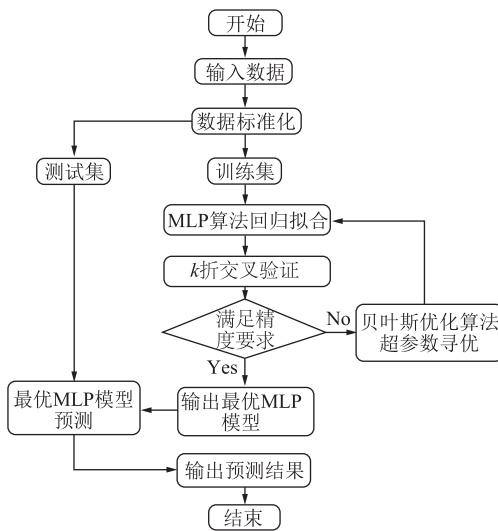 开始
输入数据
数据标准化
测试集
训练集
MLP算法回归拟合
k折交叉验证
满足精
度要求
No
贝叶斯优化算法
超参数寻优
Yes
最优MLP模型
预测
输出最优MLP
模型
输出预测结果
结束